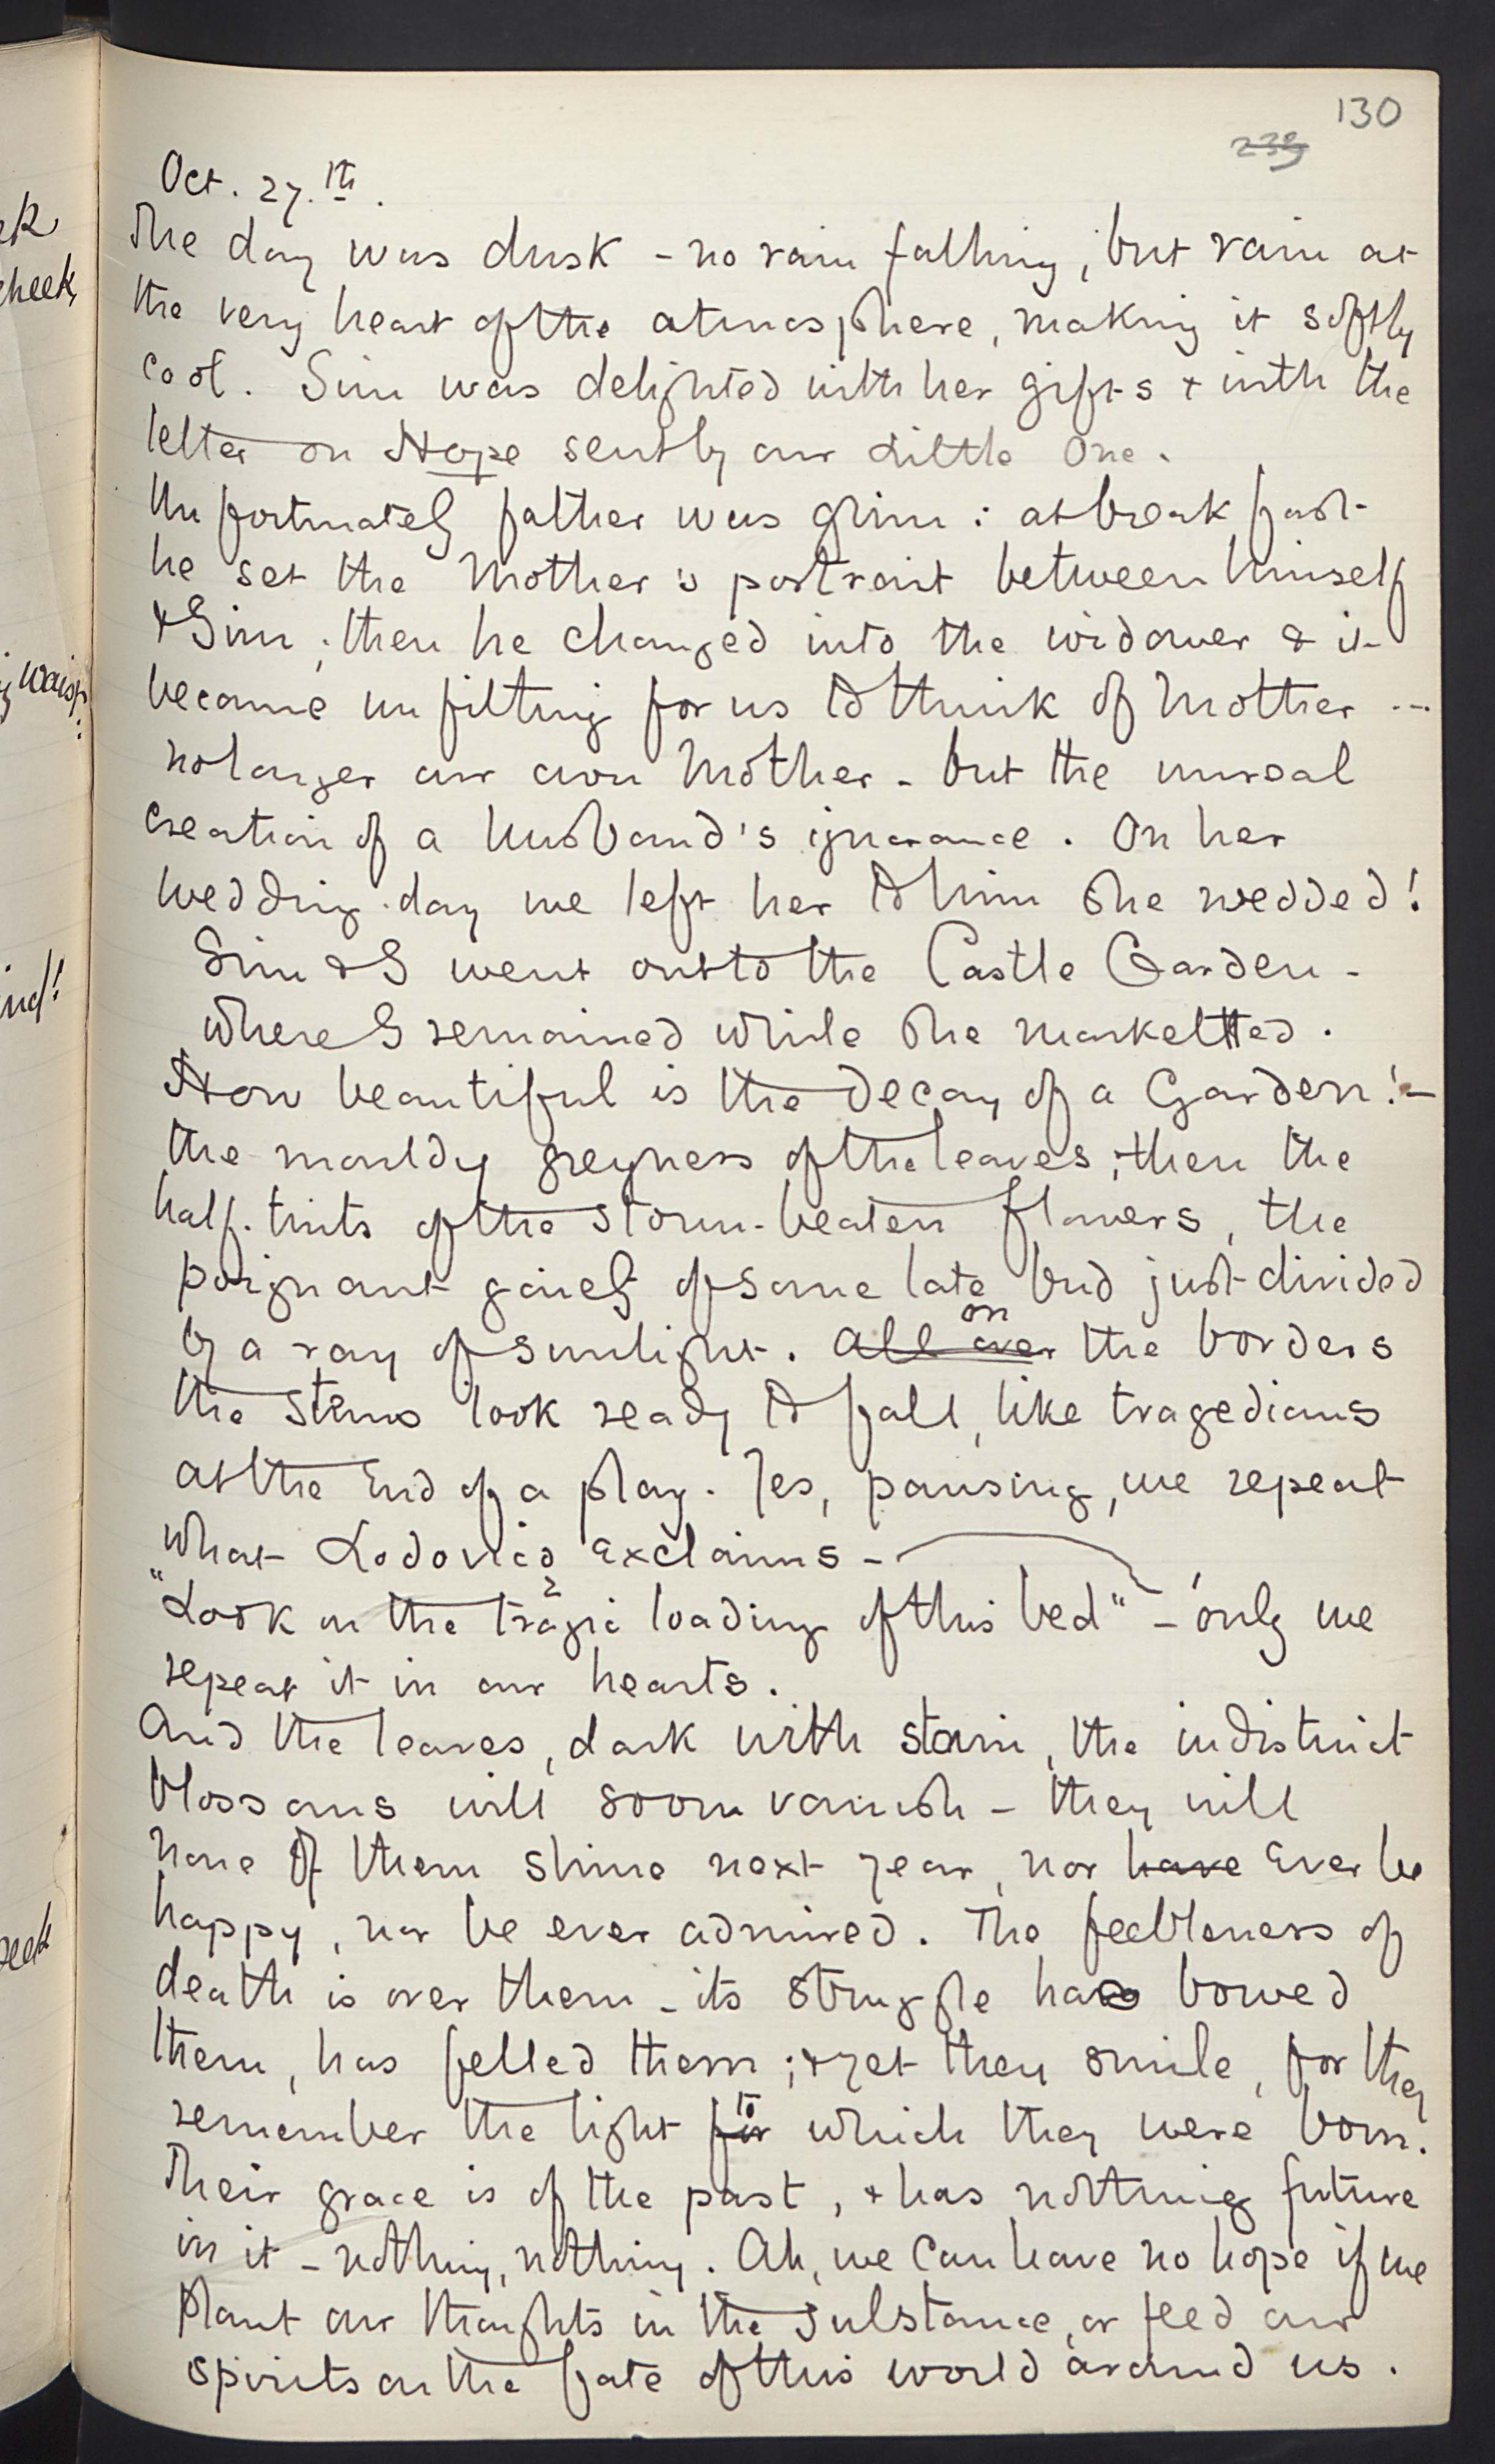 130
239
Oct. 27.th.
The day was dusk - no rain falling, but rain at
the very heart of the atmosphere, making it softly
cool. Sim was delighted with her gifts & with the
letter on Hope sent by our Little One.
Unfortunately father was grim: at breakfast
he set the Mother's portrait between himself
& Sim; then he changed into the widower & it
became unfitting for us to think of Mother ...
no longer our own Mother - but the unreal
creation of a husband's ignorance. On her
wedding-day we left her to him she wedded!
Sim & I went out to the Castle Garden -
where I remained while she marketted.
How beautiful is the decay of a Garden! -
the mouldy greyness of the leaves; then the
half-tints of the storm-beaten flowers, the
poignant gaiety of some late bud just divided
on
by a ray of sunlight. All over the borders
the stems look ready to fall, like tragedians
at the End of a play. Yes, pausing, we repeat
what Lodovico exclaims -
"Look on the tragic loading of this bed" - only we
repeat it in our hearts.
And the leaves, dark with stain, the indistinct
blossoms will soon vanish - they will
none of them shine next year, nor have Ever be
happy, nor be ever admired. The feebleness of
death is over them - its struggle has bowed
them, has felled them; & yet they smile, for they
to
remember the light for which they were born.
Their grace is of the past, & has nothing future
in it - nothing, nothing. Ah, we can have no hope if we
plant our thoughts in the substance, or feed our
spirits on the fate of this world around us.